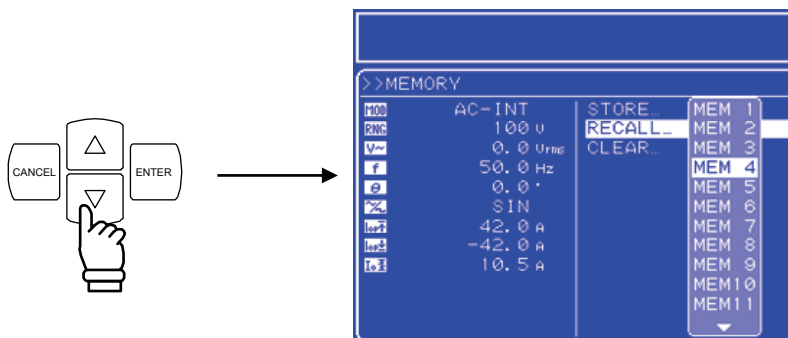 CANCEL
ENTER
>>MEMORY
MOD AC-INT
RNG 100 V
V~ 0.0 Vrms
f 50.0 Hz
θ 0.0 °
SIN
42.0 A
-42.0 A
10.5 A
STORE…
RECALL…
CLEAR…
MEM 1
MEM 2
MEM 3
MEM 4
MEM 5
MEM 6
MEM 7
MEM 8
MEM 9
MEM10
MEM11